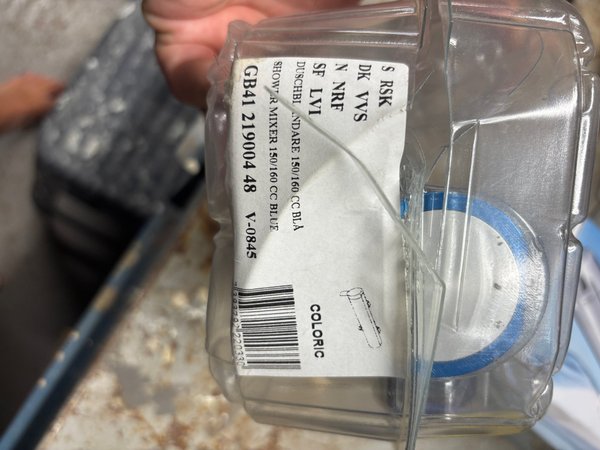 S RSK
DK VVS
N NRF
SF LVI
DUSCHBLANDARE 150/160 CC BLÅ
SHOWER MIXER 150/160 CC BLUE
GB41 219004 48 V-0845
COLORIC